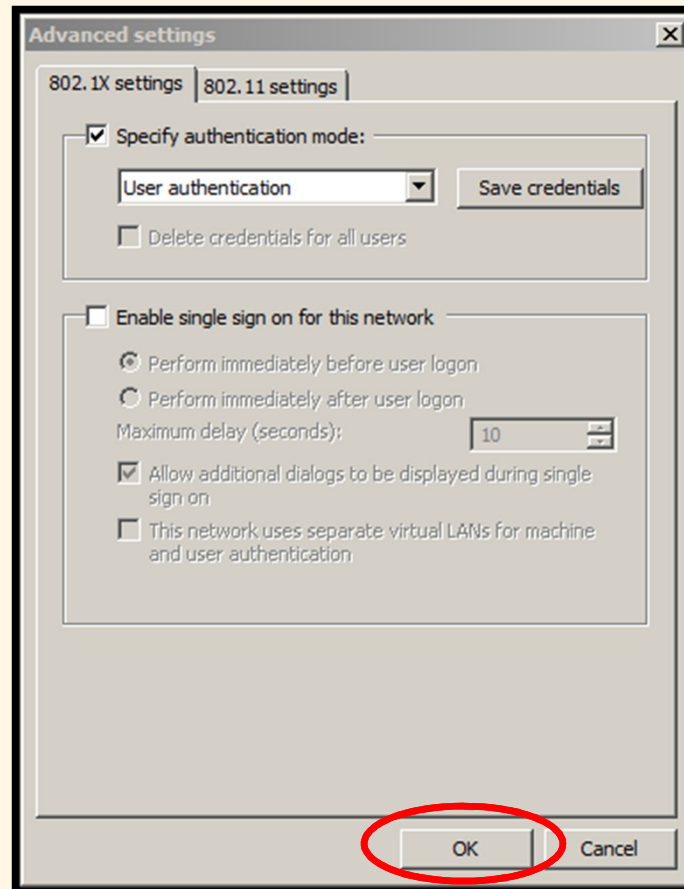 Advanced settings
802.1X settings
802.11 settings
Specify authentication mode:
User authentication
Save credentials
Delete credentials for all users
Enable single sign on for this network
Perform immediately before user logon
Perform immediately after user logon
Maximum delay (seconds):
10
Allow additional dialogs to be displayed during single
sign on
This network uses separate virtual LANs for machine
and user authentication
OK
Cancel